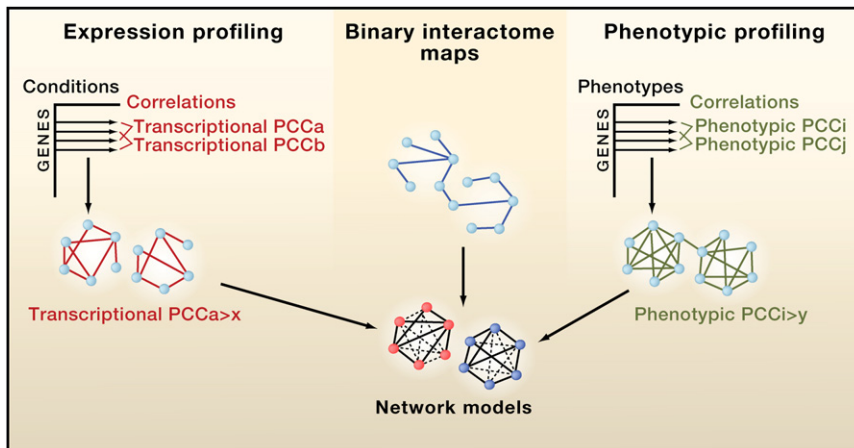 Expression profiling
Binary interactome
maps
Phenotypic profiling
Conditions
Correlations
GENES
Transcriptional PCCa
Transcriptional PCCb
Phenotypes
Correlations
GENES
Phenotypic PCCi
Phenotypic PCCj
Transcriptional PCCa>x
Phenotypic PCCi>y
Network models